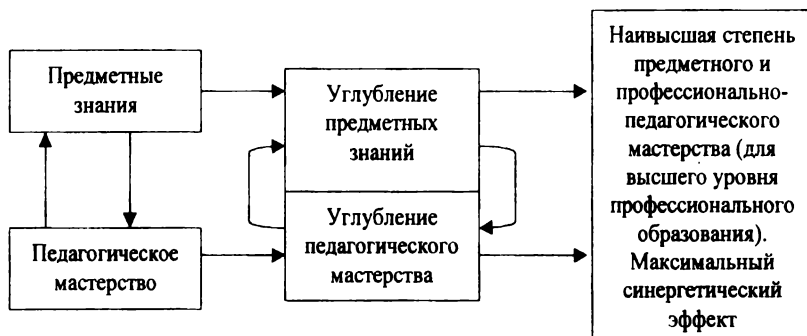 Предметные
знания
Педагогическое
мастерство
Углубление
предметных
знаний
Углубление
педагогического
мастерства
Наивысшая степень
предметного и
профессионально-
педагогического
мастерства (для
высшего уровня
профессионального
образования).
Максимальный
синергетический
эффект